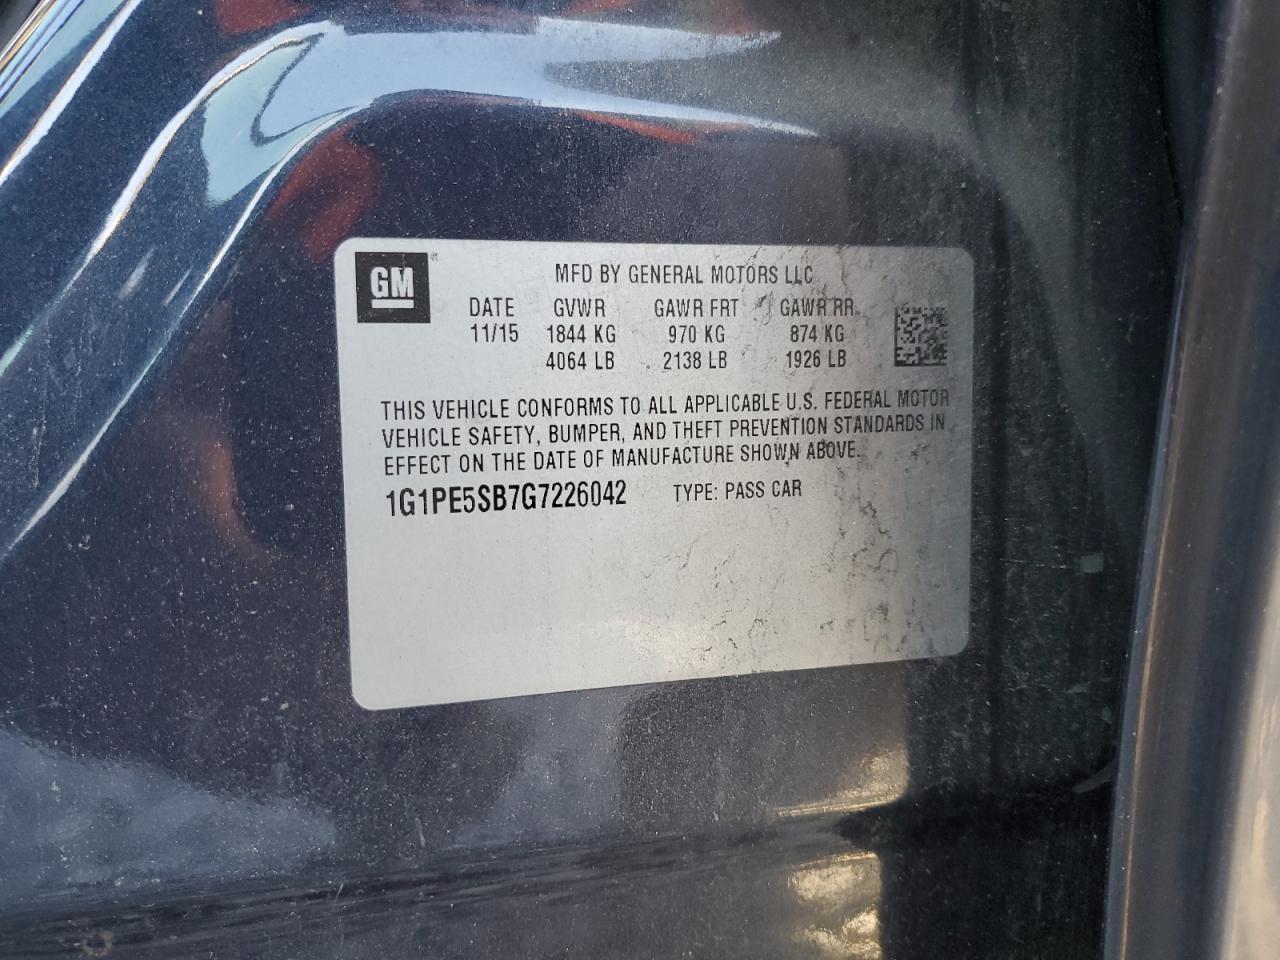 GM®
MFD BY GENERAL MOTORS LLC
DATE GVWR GAWR FRT GAWR RR
11/15 1844 KG 970 KG 874 KG
4064 LB 2138 LB 1926 LB
THIS VEHICLE CONFORMS TO ALL APPLICABLE U.S. FEDERAL MOTOR
VEHICLE SAFETY, BUMPER, AND THEFT PREVENTION STANDARDS IN
EFFECT ON THE DATE OF MANUFACTURE SHOWN ABOVE.
1G1PE5SB7G7226042 TYPE: PASS CAR